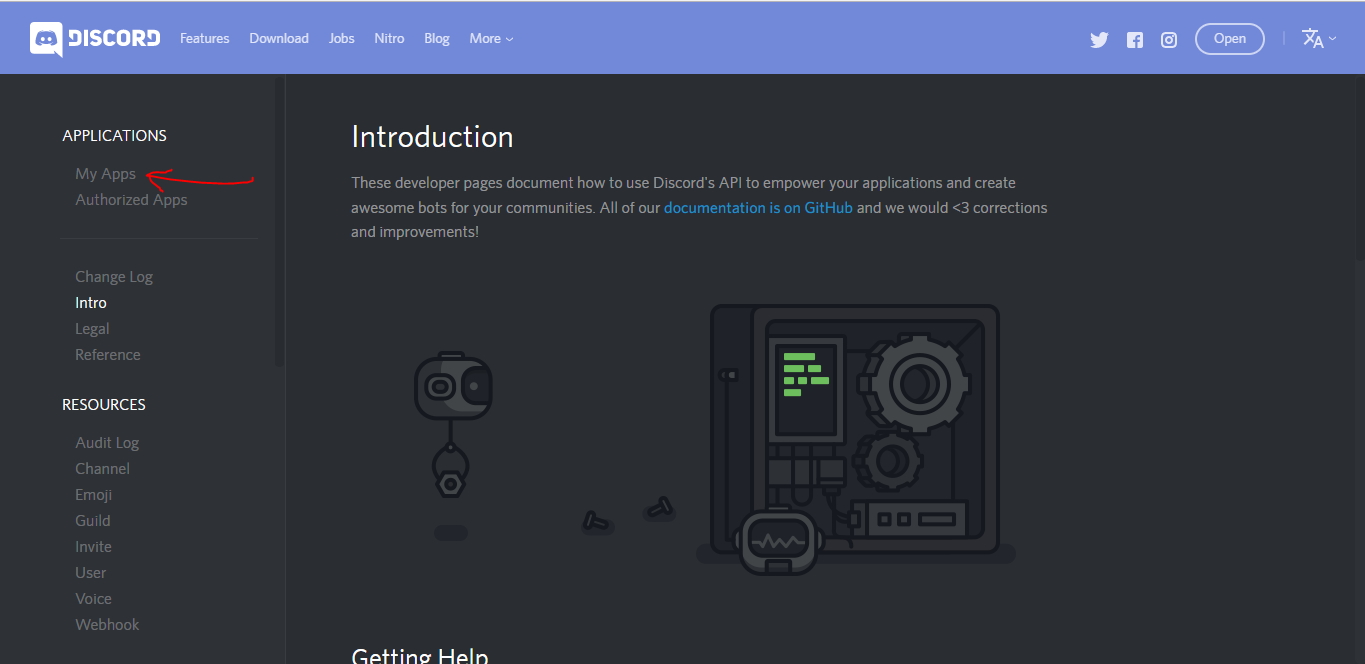 DISCORD Features Download Jobs Nitro Blog More Open
APPLICATIONS
My Apps
Authorized Apps
Change Log
Intro
Legal
Reference
RESOURCES
Audit Log
Channel
Emoji
Guild
Invite
User
Voice
Webhook
Introduction
These developer pages document how to use Discord's API to empower your applications and create
awesome bots for your communities. All of our documentation is on GitHub and we would <3 corrections
and improvements!
Getting Help